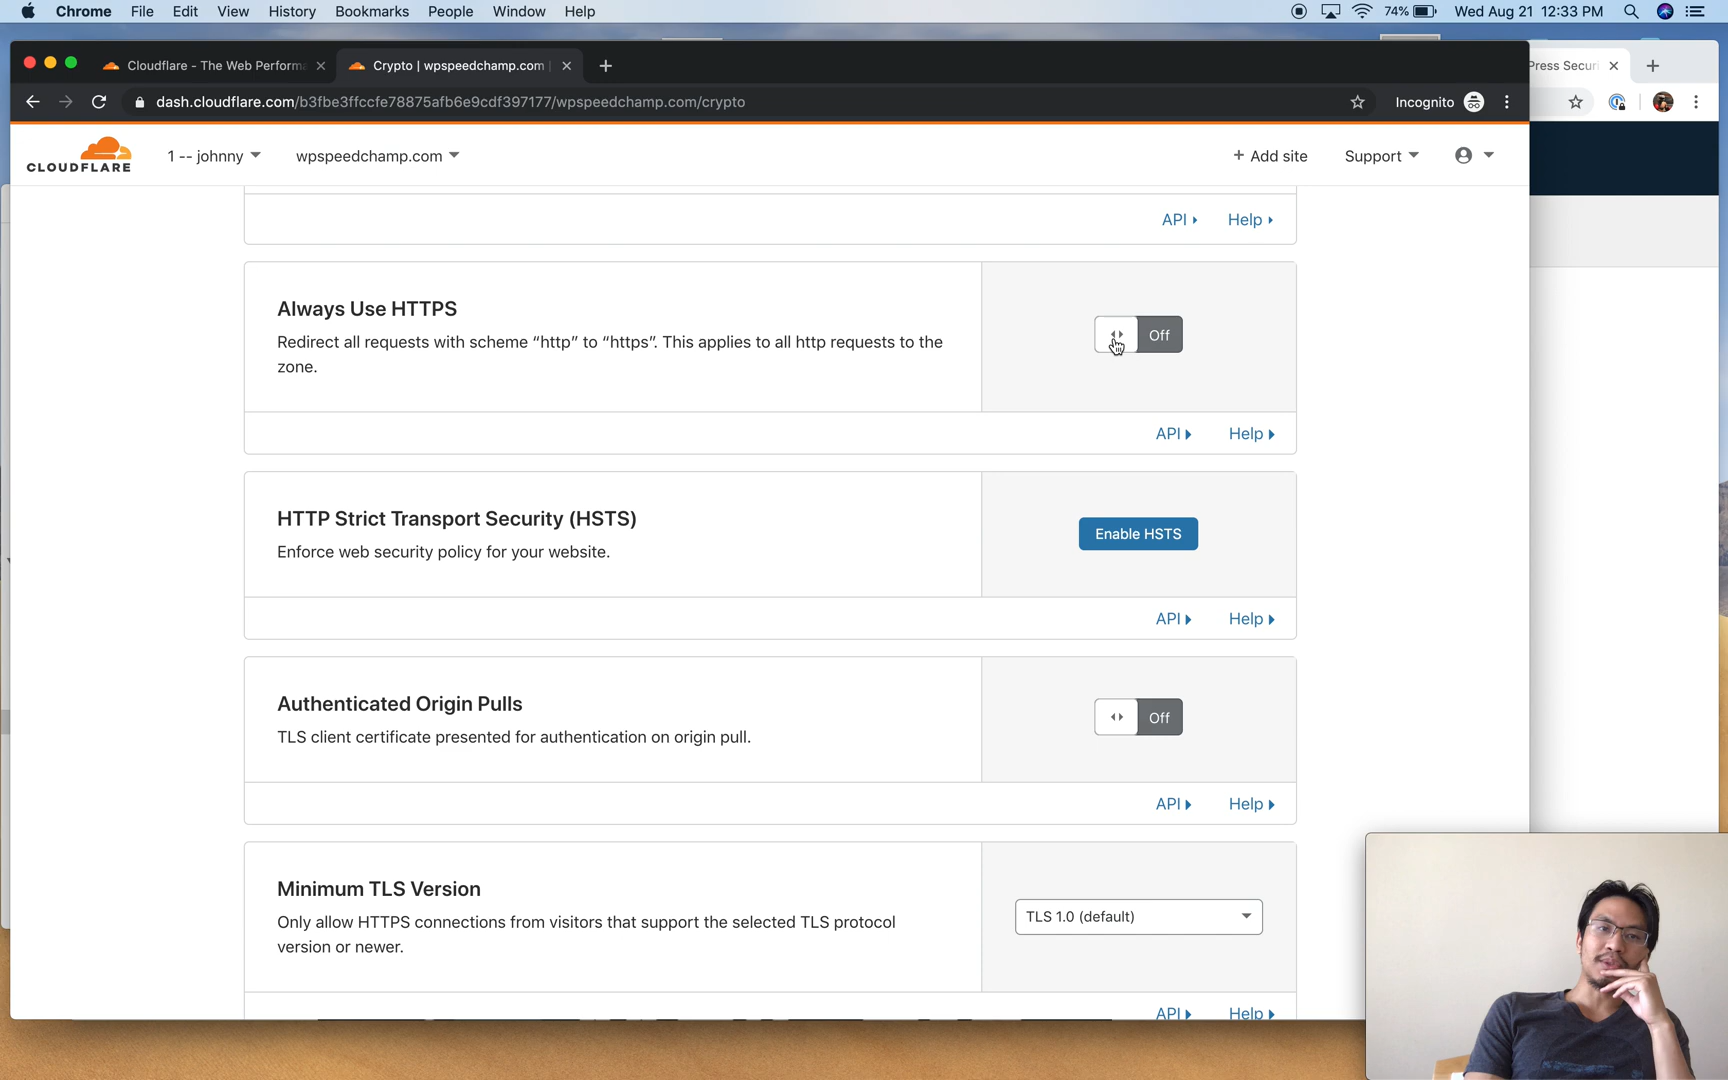 Chrome File Edit View History Bookmarks People Window Help
74% Wed Aug 21 12:33 PM
Cloudflare - The Web Performa
Crypto | wpspeedchamp.com |
Press Securi
dash.cloudflare.com/b3fbe3ffccfe78875afb6e9cdf397177/wpspeedchamp.com/crypto
Incognito
CLOUDFLARE
1 -- johnny
wpspeedchamp.com
+ Add site
Support
API Help
Always Use HTTPS
Redirect all requests with scheme “http” to “https”. This applies to all http requests to the
zone.
Off
API Help
HTTP Strict Transport Security (HSTS)
Enforce web security policy for your website.
Enable HSTS
API Help
Authenticated Origin Pulls
TLS client certificate presented for authentication on origin pull.
Off
API Help
Minimum TLS Version
Only allow HTTPS connections from visitors that support the selected TLS protocol
version or newer.
TLS 1.0 (default)
API Help